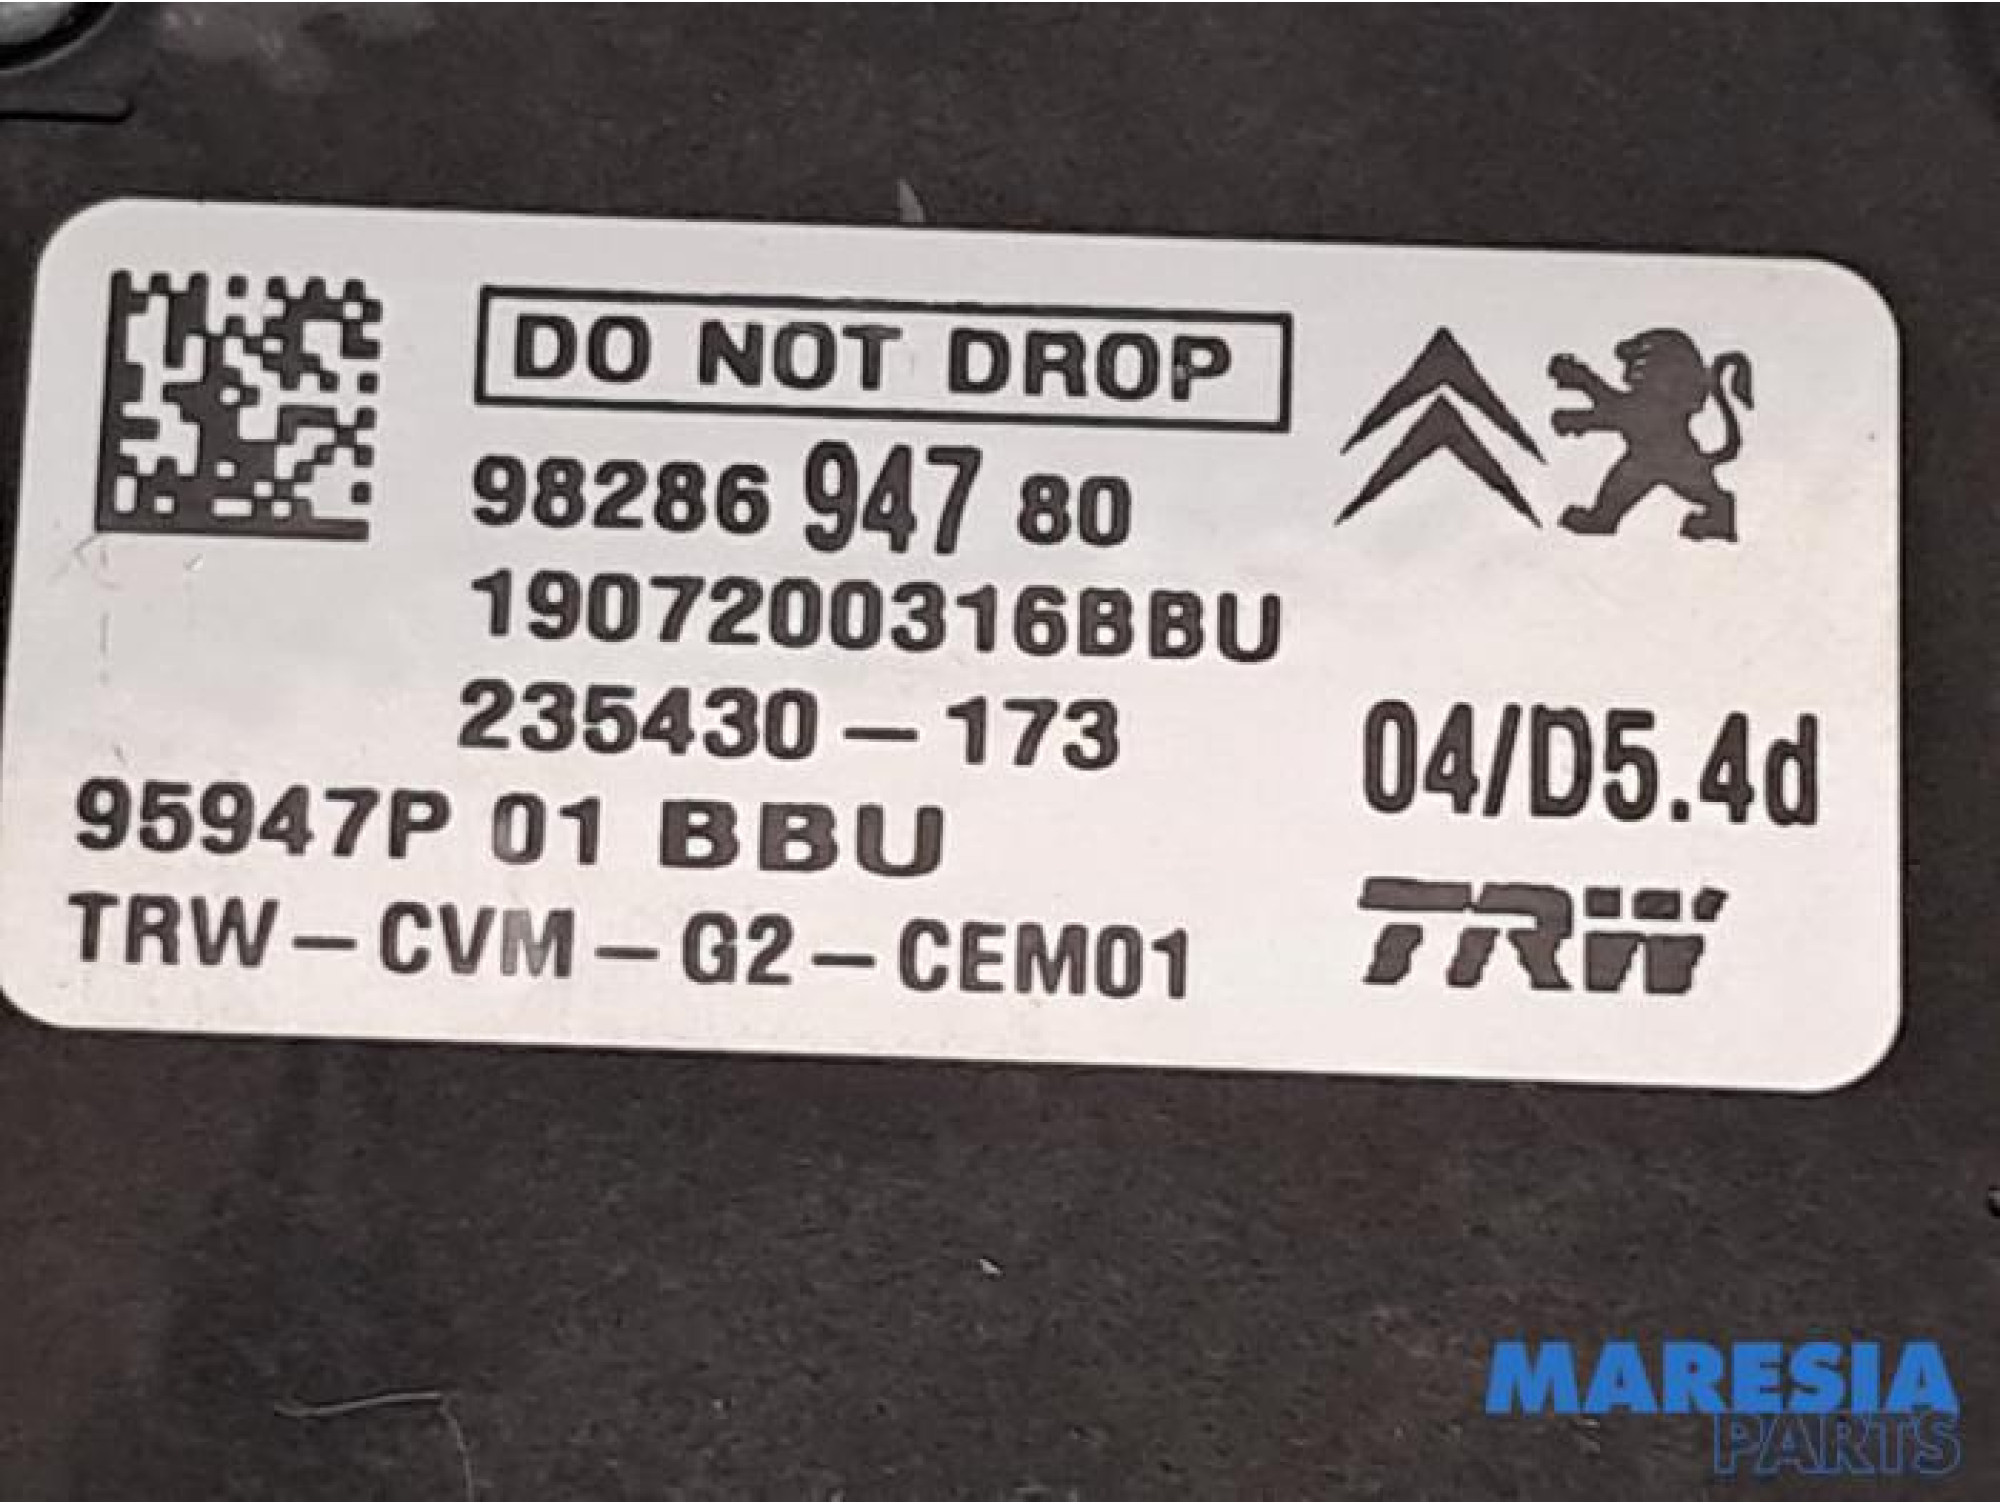 DO NOT DROP
98286 947 80
1907200316BBU
235430-173
04/D5.4d
95947P 01 BBU
TRW-CVM-G2-CEM01
TRW
MARESIA
PARTS